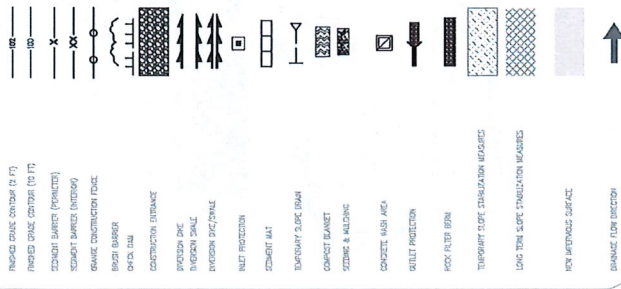 FINISHED GRADE CONTOUR (2 FT)
FINISHED GRADE CONTOUR (10 FT)
SEDIMENT BARRIER (PERIMETER)
SEDIMENT BARRIER (INTERIOR)
ORANGE CONSTRUCTION FENCE
BRUSH BARRIER
CHECK DAM
CONSTRUCTION ENTRANCE
DIVERSION DIKE
DIVERSION SWALE
DIVERSION DIKE/SWALE
INLET PROTECTION
SEDIMENT MAT
TEMPORARY SLOPE DRAIN
COMPOST BLANKET
SEEDING & MULCHING
CONCRETE WASH AREA
OUTLET PROTECTION
ROCK FILTER BERM
TEMPORARY SLOPE STABILIZATION MEASURES
LONG TERM SLOPE STABILIZATION MEASURES
NEW IMPERVIOUS SURFACE
DRAINAGE FLOW DIRECTION
102
100
X
XX